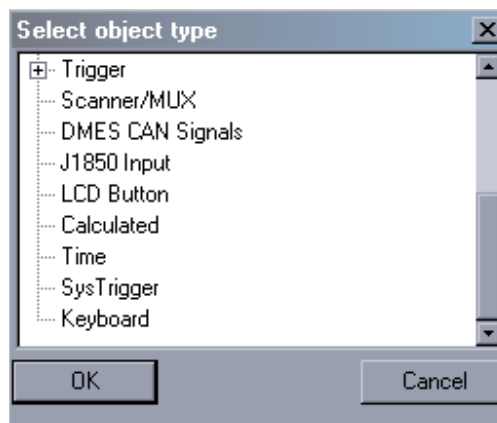 Select object type
Trigger
Scanner/MUX
DMES CAN Signals
J1850 Input
LCD Button
Calculated
Time
SysTrigger
Keyboard
OK
Cancel